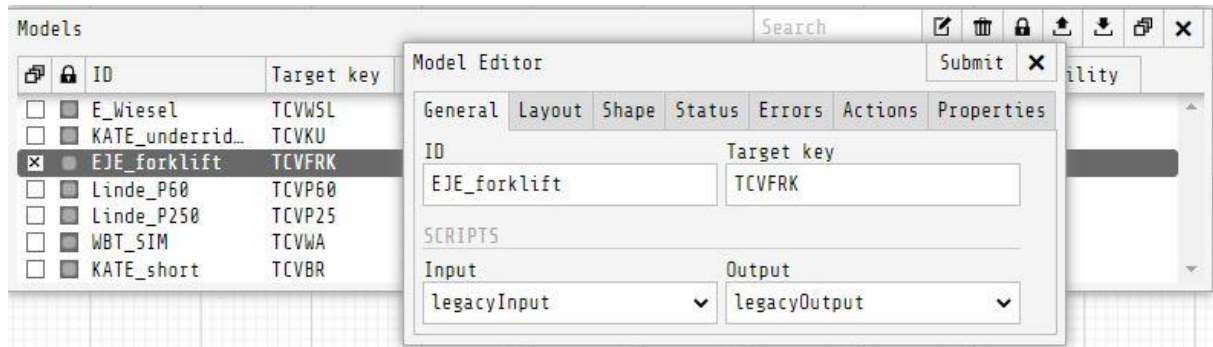 Models
Search
ID Target key
ility
E_Wiesel TCVWSL
KATE_underrid… TCVKU
EJE_forklift TCVFRK
Linde_P60 TCVP60
Linde_P250 TCVP25
WBT_SIM TCVWA
KATE_short TCVBR
Model Editor Submit
General Layout Shape Status Errors Actions Properties
ID Target key
EJE_forklift TCVFRK
SCRIPTS
Input Output
legacyInput legacyOutput